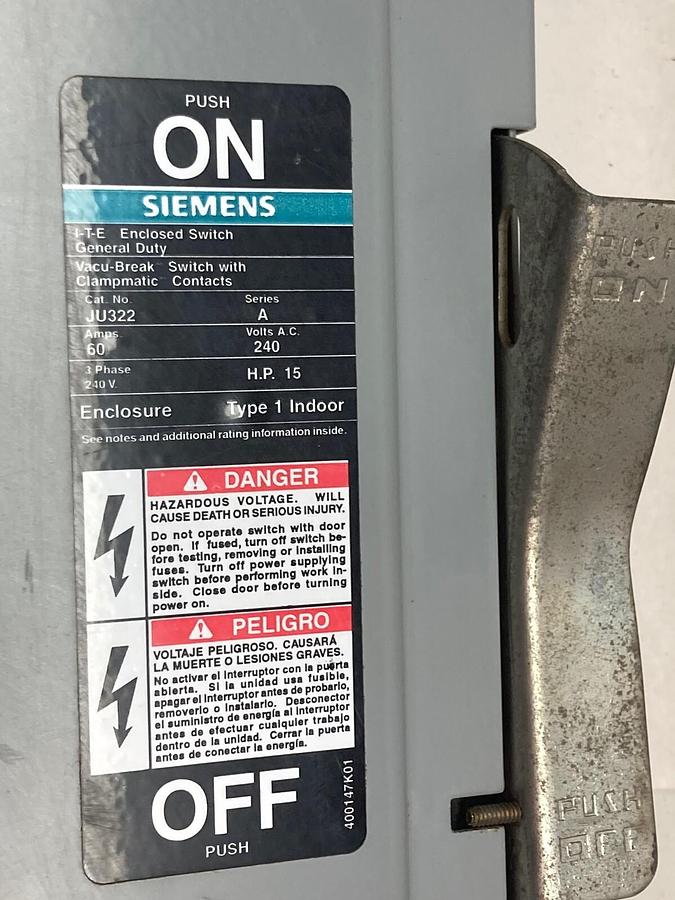 PUSH
ON
SIEMENS
I-T-E Enclosed Switch
General Duty
Vacu-Break Switch with
Clampmatic Contacts
Cat. No. Series
JU322 A
Amps. Volts A.C.
60 240
3 Phase
240 V. H.P. 15
Enclosure Type 1 Indoor
See notes and additional rating information inside.
DANGER
HAZARDOUS VOLTAGE. WILL
CAUSE DEATH OR SERIOUS INJURY.
Do not operate switch with door
open. If fused, turn off switch be-
fore testing, removing or installing
fuses. Turn off power supplying
switch before performing work in-
side. Close door before turning
power on.
PELIGRO
VOLTAJE PELIGROSO. CAUSARÁ
LA MUERTE O LESIONES GRAVES.
No activar el interruptor con la puerta
abierta. Si la unidad usa fusible,
apagar el interruptor antes de probarlo,
removerlo o instalarlo. Desconector
el suministro de energía al interruptor
antes de efectuar cualquier trabajo
dentro de la unidad. Cerrar la puerta
antes de conectar la energía.
OFF
PUSH
400147K01
PUSH
ON
PUSH
OFF